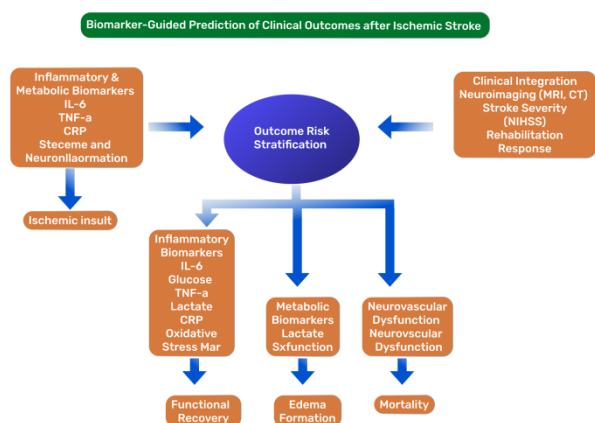 Biomarker-Guided Prediction of Clinical Outcomes after Ischemic Stroke
Inflammatory &
Metabolic Biomarkers
IL-6
TNF-a
CRP
Steceme and
Neuronllaormation
Ischemic insult
Outcome Risk
Stratification
Clinical Integration
Neuroimaging (MRI, CT)
Stroke Severity
(NIHSS)
Rehabilitation
Response
Inflammatory
Biomarkers
IL-6
Glucose
TNF-a
Lactate
CRP
Oxidative
Stress Mar
Metabolic
Biomarkers
Lactate
Sxfunction
Neurovascular
Dysfunction
Neurovscular
Dysfunction
Functional
Recovery
Edema
Formation
Mortality